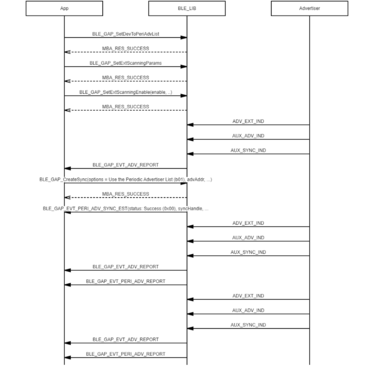 App BLE_LIB Advertiser
BLE_GAP_SetDevToPeriAdvList
MBA_RES_SUCCESS
BLE_GAP_SetExtScanningParams
MBA_RES_SUCCESS
BLE_GAP_SetExtScanningEnable(enable, ...)
MBA_RES_SUCCESS
ADV_EXT_IND
AUX_ADV_IND
AUX_SYNC_IND
BLE_GAP_EVT_ADV_REPORT
BLE_GAP_CreateSync(options = Use the Periodic Advertiser List (b01), advAddr, ...)
MBA_RES_SUCCESS
BLE_GAP_EVT_PERI_ADV_SYNC_EST(status: Success (0x00), syncHandle, ...
ADV_EXT_IND
AUX_ADV_IND
AUX_SYNC_IND
BLE_GAP_EVT_ADV_REPORT
BLE_GAP_EVT_PERI_ADV_REPORT
ADV_EXT_IND
AUX_ADV_IND
AUX_SYNC_IND
BLE_GAP_EVT_ADV_REPORT
BLE_GAP_EVT_PERI_ADV_REPORT